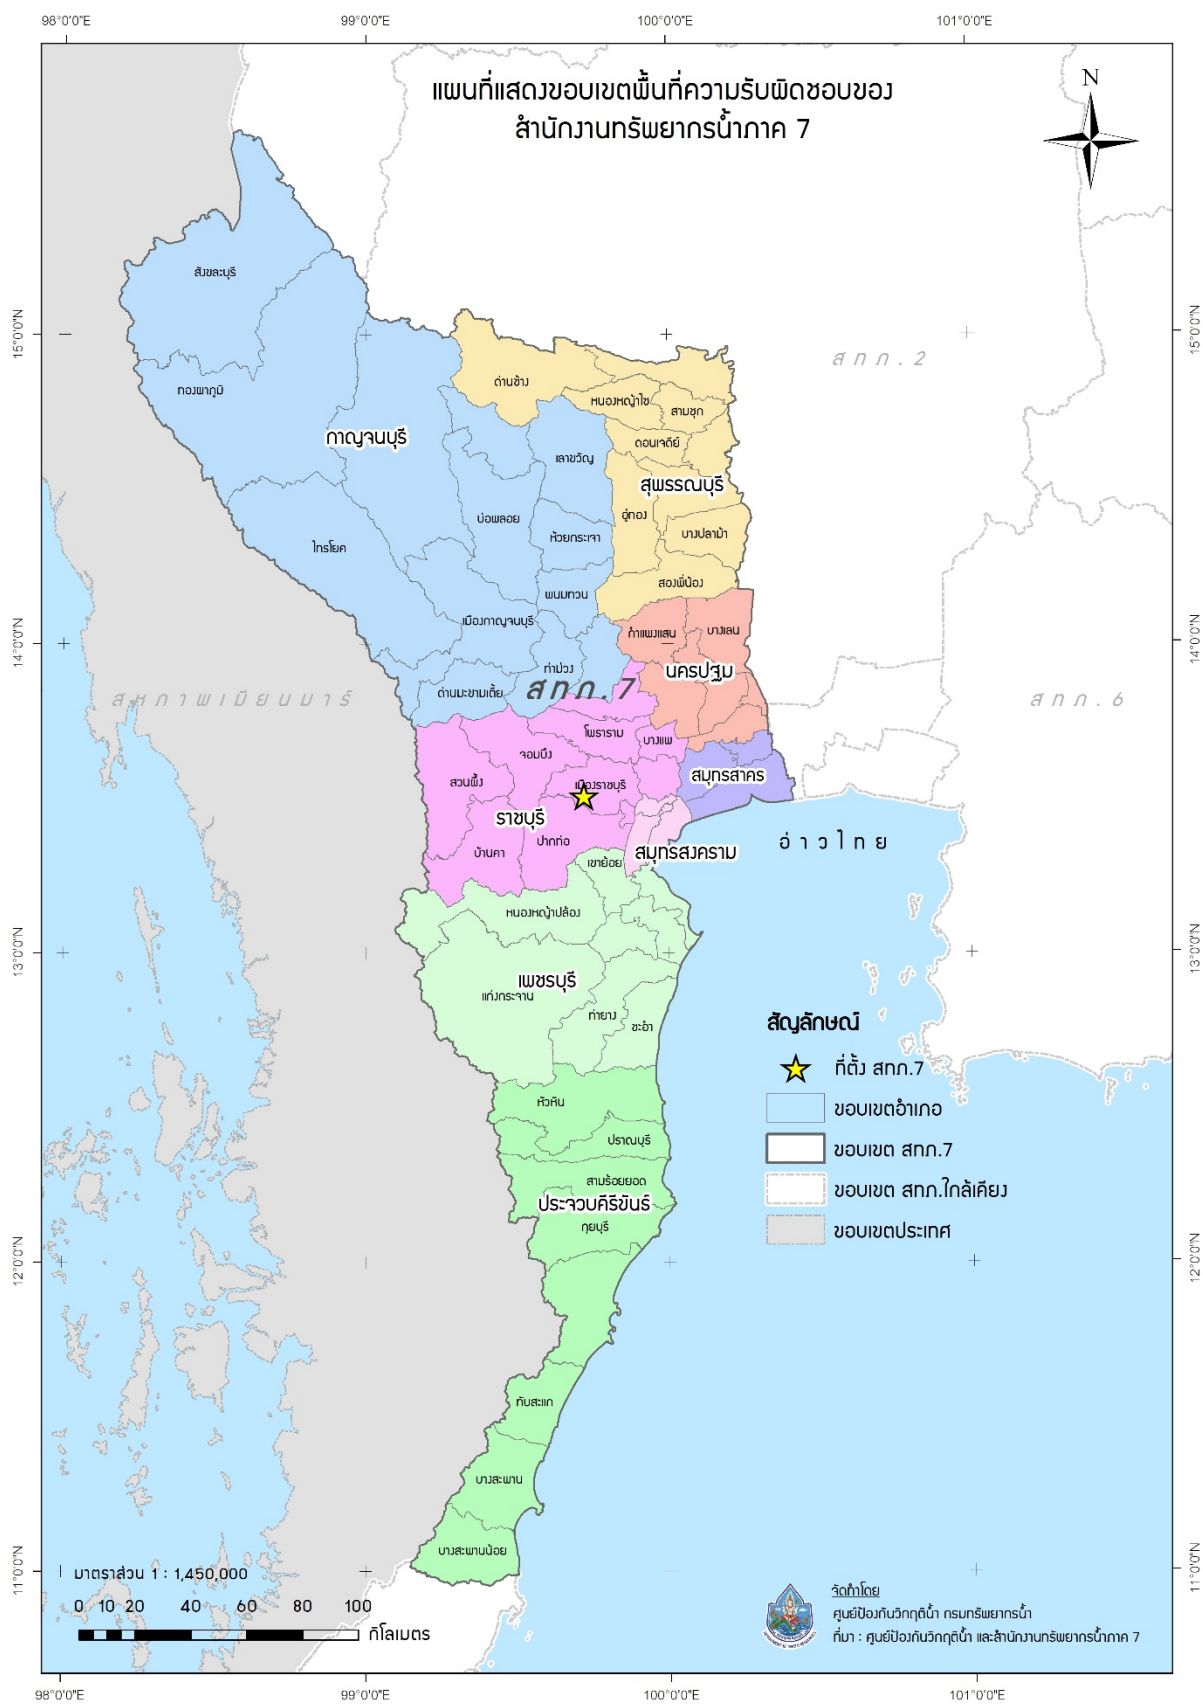 98°0'0"E 99°0'0"E 100°0'0"E 101°0'0"E
แผนที่แสดงขอบเขตพื้นที่ความรับผิดชอบของ
สำนักงานทรัพยากรน้ำภาค 7
N
สังขละบุรี
15°0'0"N 15°0'0"N
สทภ.2
ด่านช้าง
ทองผาภูมิ
หนองหญ้าไซ
สามชุก
กาญจนบุรี
ดอนเจดีย์
เลาขวัญ
สุพรรณบุรี
อู่ทอง
บ่อพลอย
บางปลาม้า
ห้วยกระเจา
ไทรโยค
สองพี่น้อง
พนมทวน
เมืองกาญจนบุรี
กำแพงแสน
บางเลน
14°0'0"N 14°0'0"N
ท่าม่วง
นครปฐม
ด่านมะขามเตี้ย
สทภ.7
สหภาพเมียนมาร์
สทภ.6
โพธาราม
บางแพ
จอมบึง
สมุทรสาคร
สวนผึ้ง
เมืองราชบุรี
ราชบุรี
อ่าวไทย
ปากท่อ
บ้านคา
สมุทรสงคราม
เขาย้อย
หนองหญ้าปล้อง
13°0'0"N 13°0'0"N
เพชรบุรี
แก่งกระจาน
ท่ายาง
ชะอำ
สัญลักษณ์
ที่ตั้ง สทภ.7
ขอบเขตอำเภอ
ขอบเขต สทภ.7
ขอบเขต สทภ.ใกล้เคียง
ขอบเขตประเทศ
หัวหิน
ปราณบุรี
สามร้อยยอด
ประจวบคีรีขันธ์
กุยบุรี
12°0'0"N 12°0'0"N
ทับสะแก
บางสะพาน
บางสะพานน้อย
11°0'0"N 11°0'0"N
มาตราส่วน 1 : 1,450,000
0 10 20 40 60 80 100
กิโลเมตร
จัดทำโดย
ศูนย์ป้องกันวิกฤติน้ำ กรมทรัพยากรน้ำ
ที่มา : ศูนย์ป้องกันวิกฤติน้ำ และสำนักงานทรัพยากรน้ำภาค 7
98°0'0"E 99°0'0"E 100°0'0"E 101°0'0"E